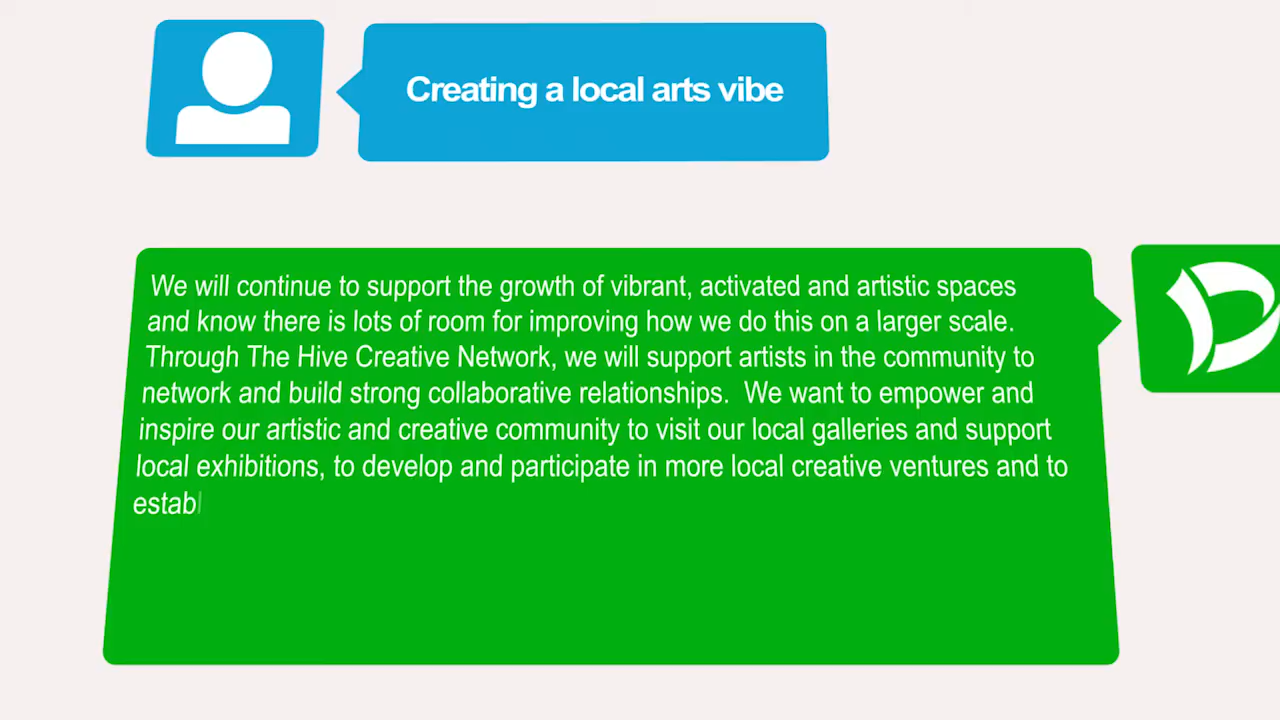 Creating a local arts vibe
We will continue to support the growth of vibrant, activated and artistic spaces
and know there is lots of room for improving how we do this on a larger scale.
Through The Hive Creative Network, we will support artists in the community to
network and build strong collaborative relationships.  We want to empower and
inspire our artistic and creative community to visit our local galleries and support
local exhibitions, to develop and participate in more local creative ventures and to
establ